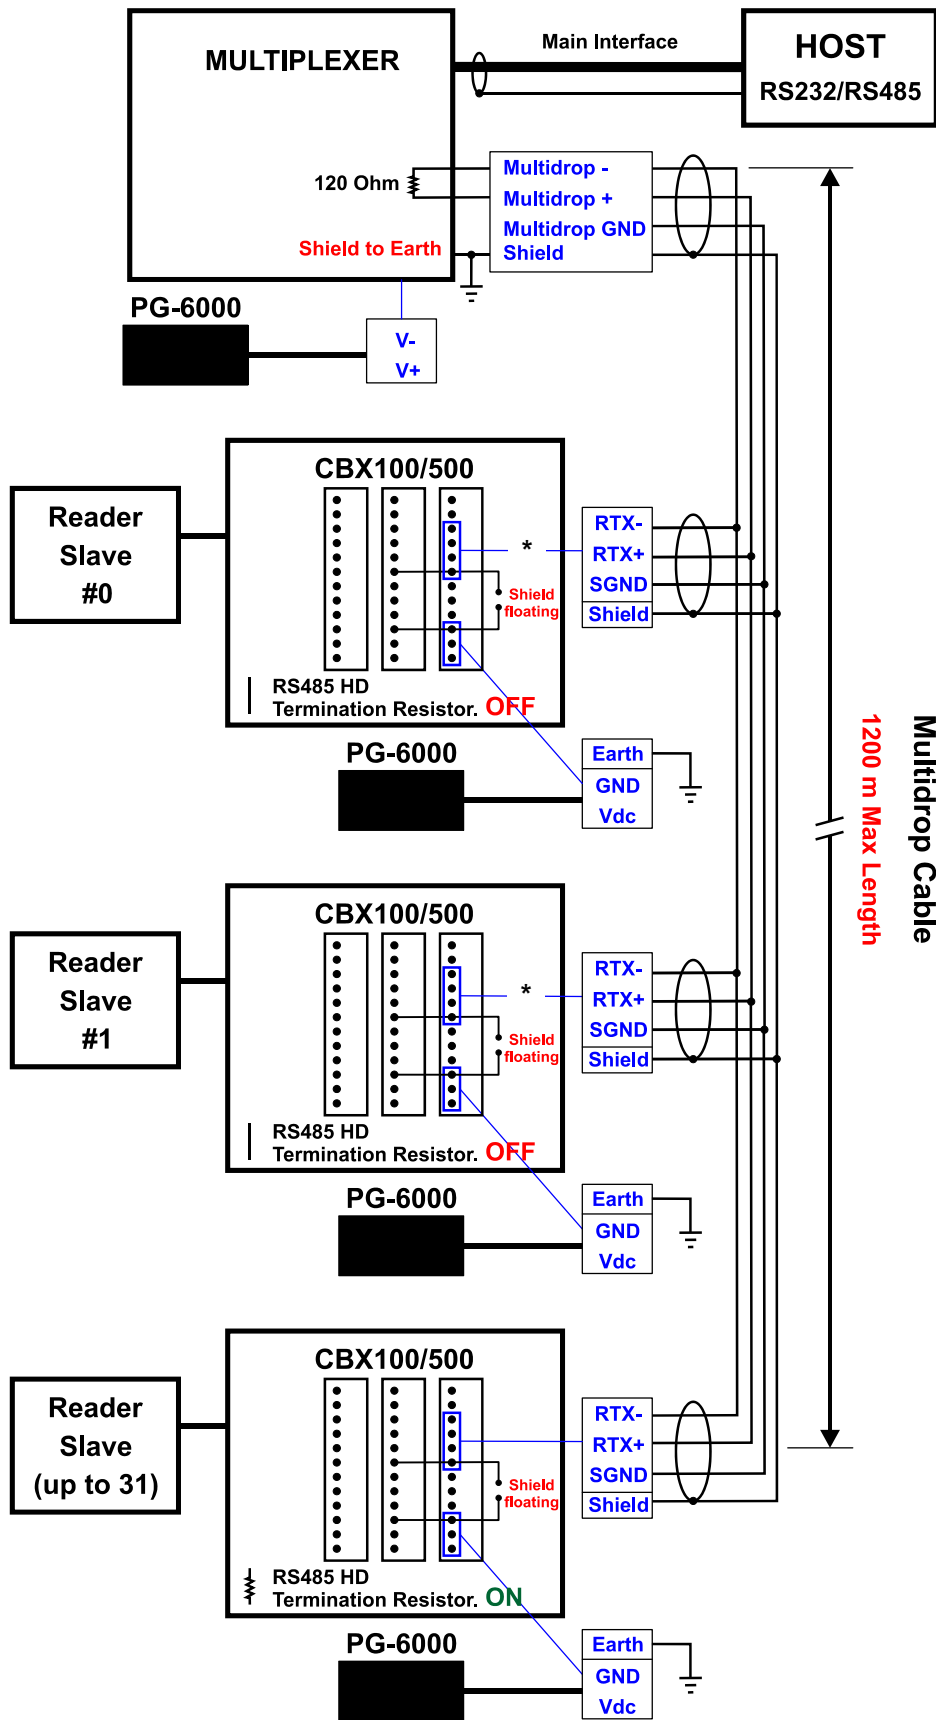 MULTIPLEXER
Main Interface
HOST
RS232/RS485
120 Ohm
Multidrop -
Multidrop +
Multidrop GND
Shield to Earth
Shield
PG-6000
V-
V+
CBX100/500
Reader
Slave
#0
*
RTX-
RTX+
SGND
Shield
Shield
floating
RS485 HD
Termination Resistor. OFF
PG-6000
Earth
GND
Vdc
Multidrop Cable
1200 m Max Length
CBX100/500
Reader
Slave
#1
*
RTX-
RTX+
SGND
Shield
Shield
floating
RS485 HD
Termination Resistor. OFF
PG-6000
Earth
GND
Vdc
CBX100/500
Reader
Slave
(up to 31)
RTX-
RTX+
SGND
Shield
Shield
floating
RS485 HD
Termination Resistor. ON
PG-6000
Earth
GND
Vdc